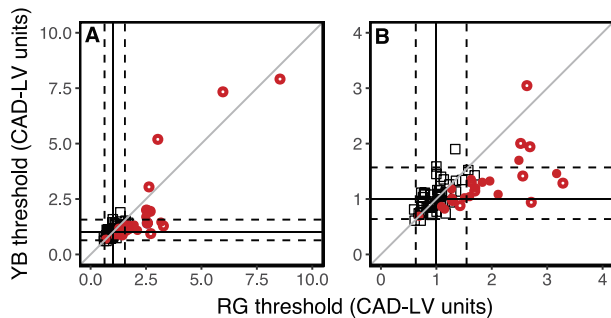 YB threshold (CAD-LV units)
A
10.0
7.5
5.0
2.5
0.0
0.0 2.5 5.0 7.5 10.0
B
4
3
2
1
0
0 1 2 3 4
RG threshold (CAD-LV units)